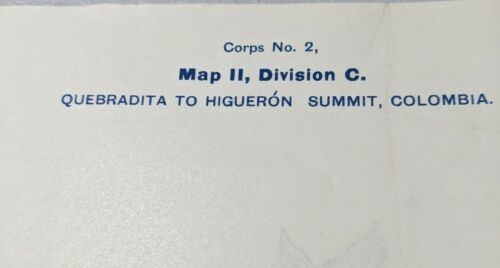 Corps No. 2,
Map II, Division C.
QUEBRADITA TO HIGUERÓN SUMMIT, COLOMBIA.